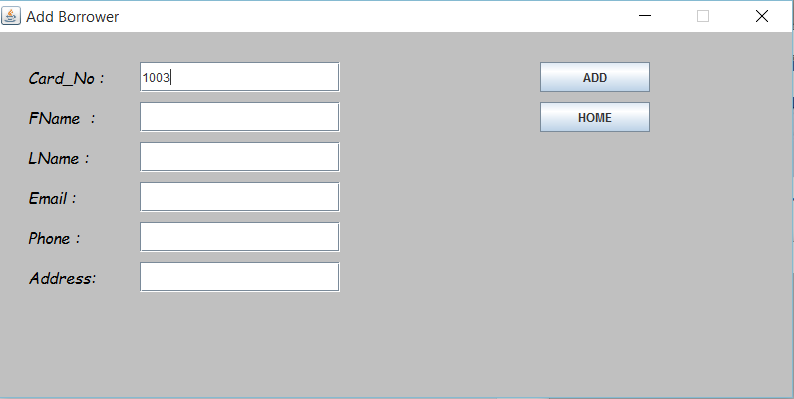 Add Borrower
Card_No : 1003 ADD
FName : HOME
LName :
Email :
Phone :
Address: